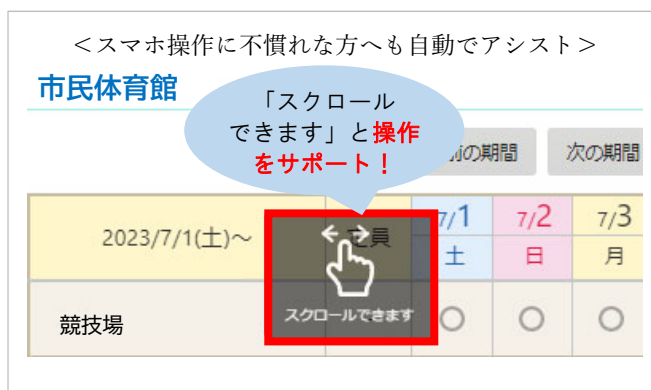 ＜スマホ操作に不慣れな方へも自動でアシスト＞
市民体育館
「スクロール
できます」と操作
をサポート！
前の期間 次の期間
2023/7/1(土)～ 定員 7/1 7/2 7/3
土 日 月
スクロールできます
競技場 ○ ○ ○